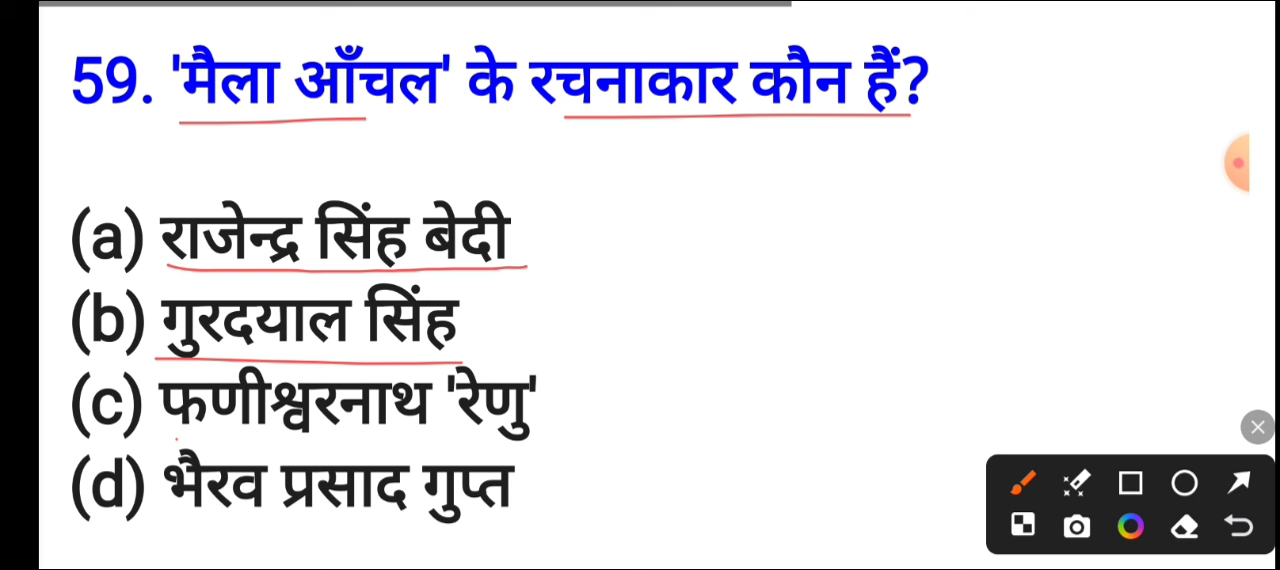 59. 'मैला आँचल' के रचनाकार कौन हैं?
(a) राजेन्द्र सिंह बेदी
(b) गुरदयाल सिंह
(c) फणीश्वरनाथ 'रेणु'
(d) भैरव प्रसाद गुप्त